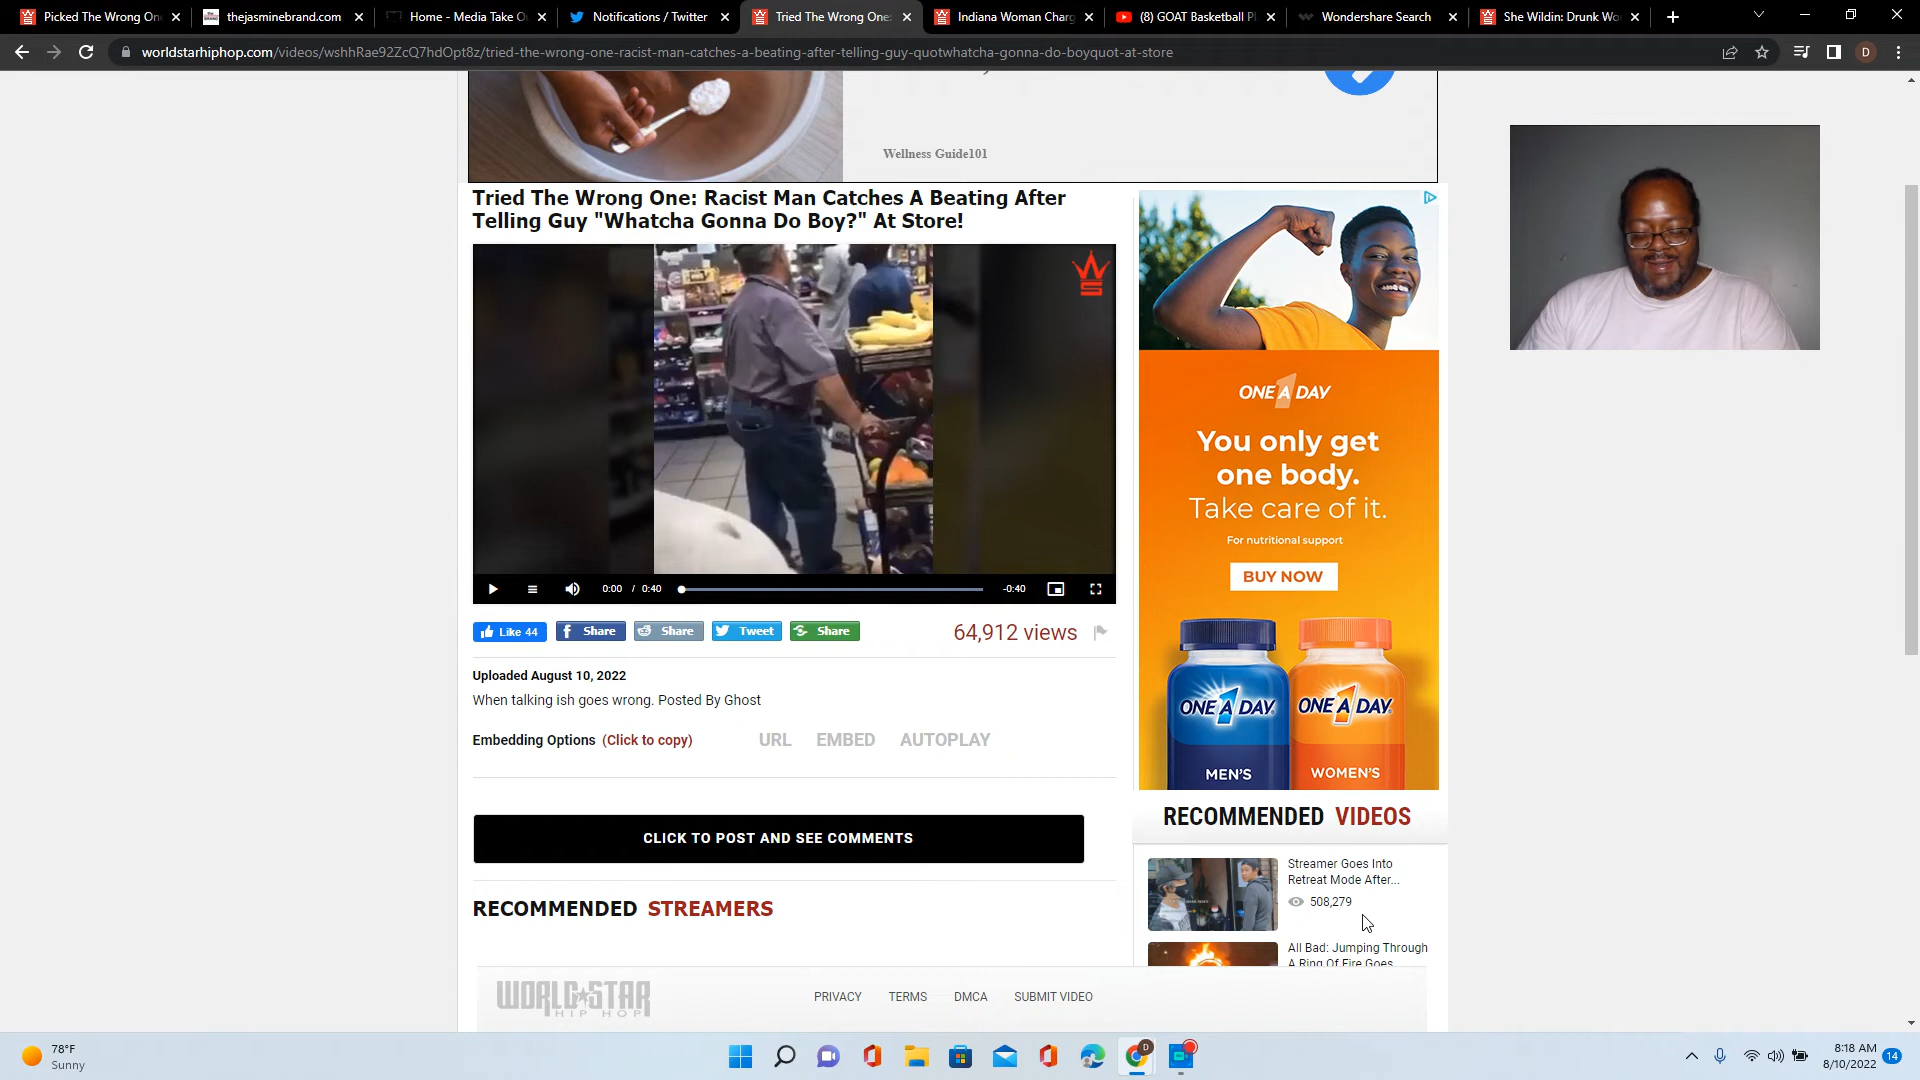 Picked The Wrong On
thejasminebrand.com
Home - Media Take O
Notifications / Twitter
Tried The Wrong One:
Indiana Woman Charg
(8) GOAT Basketball P
Wondershare Search
She Wildin: Drunk Wo
worldstarhiphop.com/videos/wshhRae92ZcQ7hdOpt8z/tried-the-wrong-one-racist-man-catches-a-beating-after-telling-guy-quotwhatcha-gonna-do-boyquot-at-store
D
Wellness Guide101
Tried The Wrong One: Racist Man Catches A Beating After
Telling Guy "Whatcha Gonna Do Boy?" At Store!
WS
0:00 / 0:40
-0:40
Like 44
Share
Share
Tweet
Share
64,912 views
Uploaded August 10, 2022
When talking ish goes wrong. Posted By Ghost
Embedding Options (Click to copy)
URL
EMBED
AUTOPLAY
CLICK TO POST AND SEE COMMENTS
RECOMMENDED STREAMERS
ONE A DAY
You only get
one body.
Take care of it.
For nutritional support
BUY NOW
ONE A DAY
ONE A DAY
MEN'S
WOMEN'S
RECOMMENDED VIDEOS
Streamer Goes Into
Retreat Mode After...
508,279
All Bad: Jumping Through
A Ring Of Fire Goes
WORLD STAR
HIP HOP
PRIVACY
TERMS
DMCA
SUBMIT VIDEO
78°F
Sunny
D
8:18 AM
8/10/2022
14